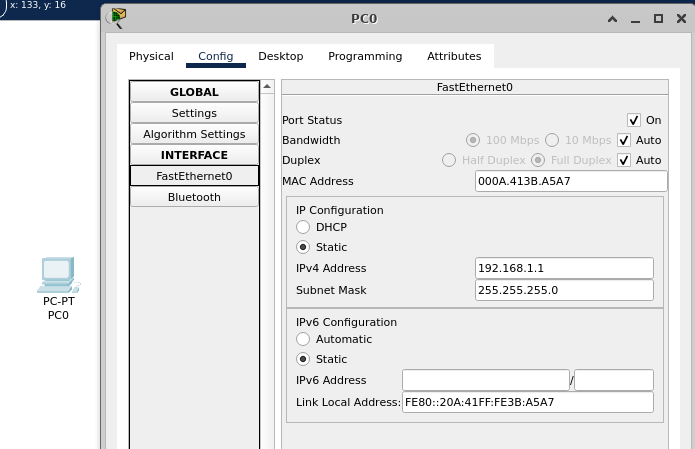 x: 133, y: 16
PC0
Physical Config Desktop Programming Attributes
GLOBAL
Settings
Algorithm Settings
INTERFACE
FastEthernet0
Bluetooth
FastEthernet0
Port Status On
Bandwidth 100 Mbps 10 Mbps Auto
Duplex Half Duplex Full Duplex Auto
MAC Address 000A.413B.A5A7
IP Configuration
DHCP
Static
IPv4 Address 192.168.1.1
Subnet Mask 255.255.255.0
IPv6 Configuration
Automatic
Static
IPv6 Address /
Link Local Address: FE80::20A:41FF:FE3B:A5A7
PC-PT
PC0